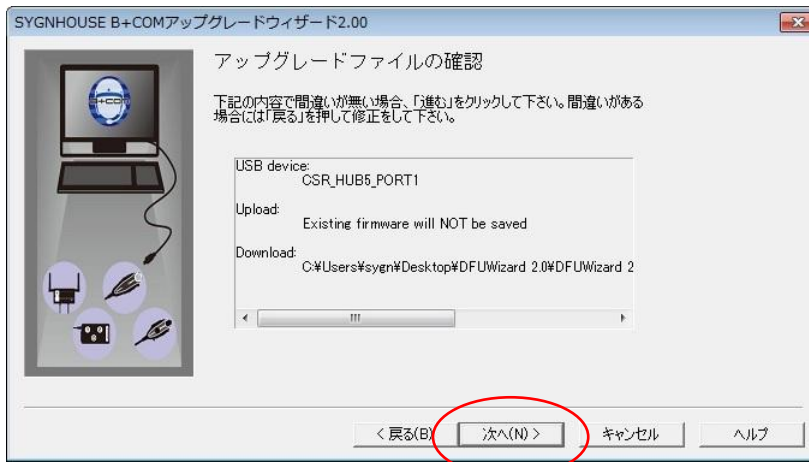 SYGNHOUSE B+COMアップグレードウィザード2.00
B+COM
アップグレードファイルの確認
下記の内容で間違いが無い場合、「進む」をクリックして下さい。間違いがある
場合には「戻る」を押して修正をして下さい。
USB device:
CSR_HUB5_PORT1
Upload:
Existing firmware will NOT be saved
Download:
C:¥Users¥sygn¥Desktop¥DFUWizard 2.0¥DFUWizard 2
< 戻る(B)
次へ(N) >
キャンセル
ヘルプ